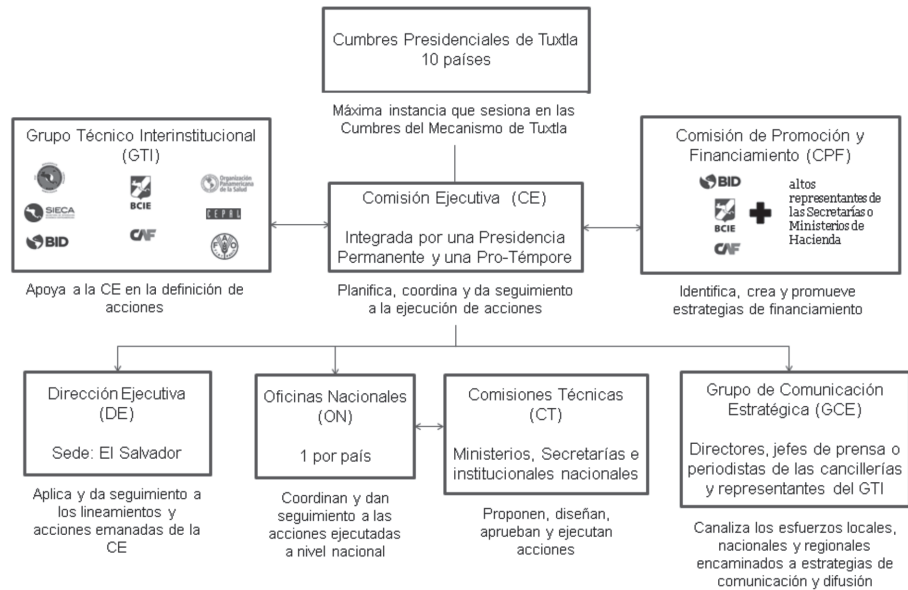 Cumbres Presidenciales de Tuxtla
10 países
Máxima instancia que sesiona en las
Cumbres del Mecanismo de Tuxtla
Grupo Técnico Interinstitucional
(GTI)
Organización
Panamericana
de la Salud
SIECA
BCIE
CEPAL
BID
CAF
Apoya a la CE en la definición de
acciones
Comisión Ejecutiva (CE)
Integrada por una Presidencia
Permanente y una Pro-Témpore
Planifica, coordina y da seguimiento
a la ejecución de acciones
Comisión de Promoción y
Financiamiento (CPF)
BID
BCIE
CAF
altos
representantes de
las Secretarías o
Ministerios de
Hacienda
Identifica, crea y promueve
estrategias de financiamiento
Dirección Ejecutiva
(DE)
Sede: El Salvador
Aplica y da seguimiento a
los lineamientos y
acciones emanadas de la
CE
Oficinas Nacionales
(ON)
1 por país
Coordinan y dan
seguimiento a las
acciones ejecutadas
a nivel nacional
Comisiones Técnicas
(CT)
Ministerios, Secretarías e
institucionales nacionales
Proponen, diseñan,
aprueban y ejecutan
acciones
Grupo de Comunicación
Estratégica (GCE)
Directores, jefes de prensa o
periodistas de las cancillerías
y representantes del GTI
Canaliza los esfuerzos locales,
nacionales y regionales
encaminados a estrategias de
comunicación y difusión